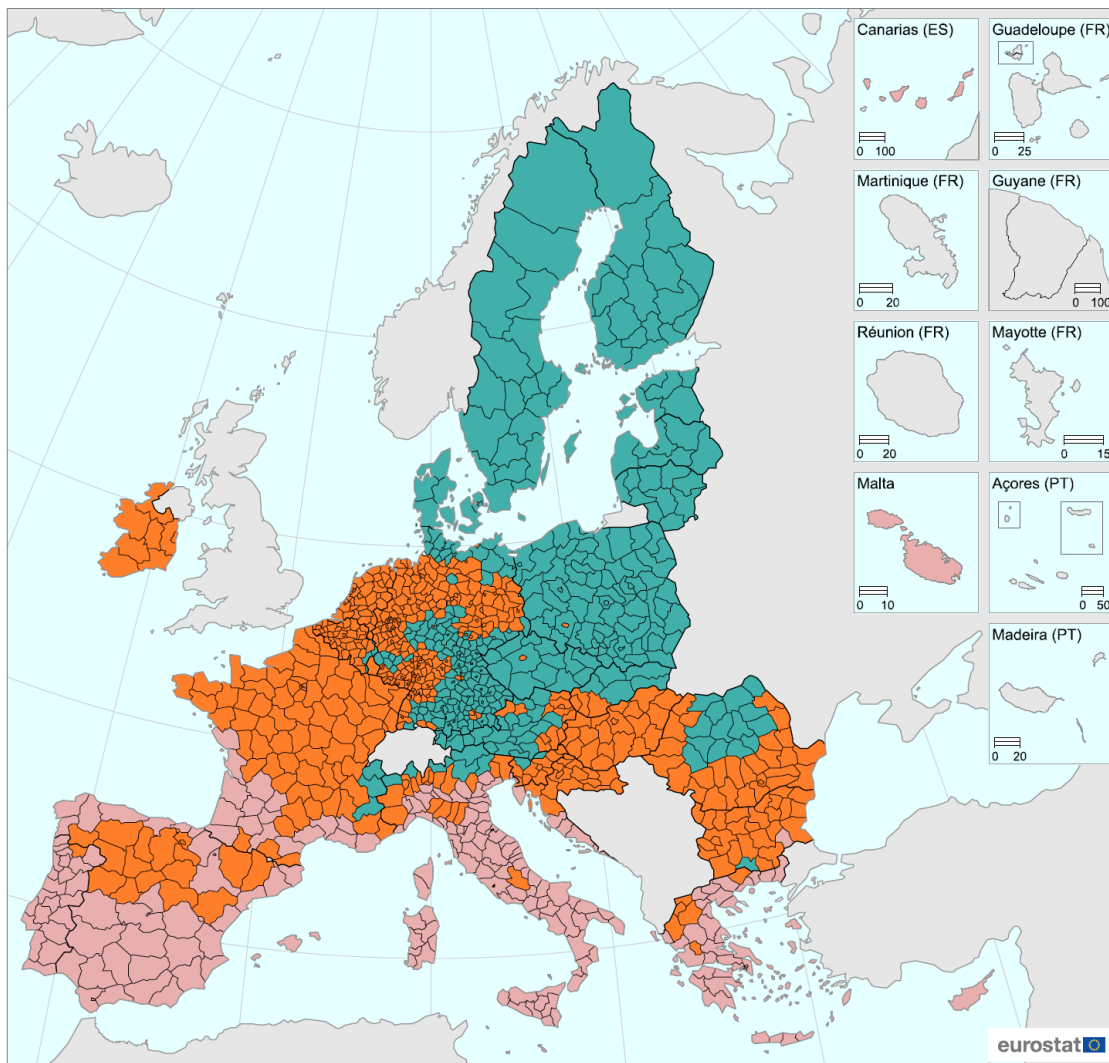 Canarias (ES)
0 100
Guadeloupe (FR)
0 25
Martinique (FR)
0 20
Guyane (FR)
0 100
Réunion (FR)
0 20
Mayotte (FR)
0 15
Malta
0 10
Açores (PT)
0 50
Madeira (PT)
0 20
eurostat